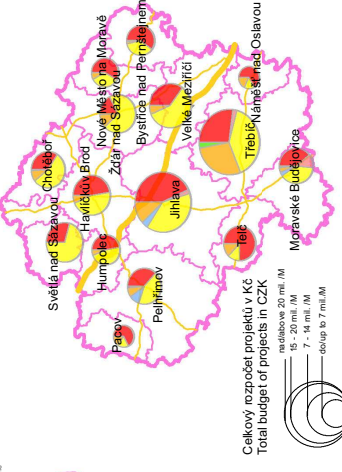 Světlá nad Sázavou
Chotěboř
Havlíčkův Brod
Humpolec
Pacov
Pelhřimov
Žďár nad Sázavou
Nové Město na Moravě
Bystřice nad Pernštejnem
Velké Meziříčí
Jihlava
Třebíč
Telč
Náměšť nad Oslavou
Moravské Budějovice
Celkový rozpočet projektů v Kč
Total budget of projects in CZK
nad/above 20 mil. /M
15 - 20 mil. /M
7 - 14 mil. /M
do/up to 7 mil./M